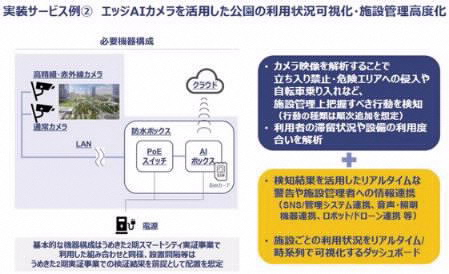 実装サービス例② エッジAIカメラを活用した公園の利用状況可視化・施設管理高度化
必要機器構成
高精細・赤外線カメラ
通常カメラ
LAN
クラウド
防水ボックス
PoE
スイッチ
AI
ボックス
SIMカード
電源
基本的な機器構成はうめきた2期スマートシティ実証事業で
利用した組み合わせと同様、設置間隔等は
うめきた2期実証事業での検証結果を前提として配置を想定
• カメラ映像を解析することで
立ち入り禁止・危険エリアへの侵入や
自転車乗り入れなど、
施設管理上把握すべき行動を検知
(行動の種類は順次追加を想定)
• 利用者の滞留状況や設備の利用度
合いを解析
+
• 検知結果を活用したリアルタイムな
警告や施設管理者への情報連携
(SNS/管理システム連携、音声・照明
機器連携、ロボット/ドローン連携 等)
• 施設ごとの利用状況をリアルタイム/
時系列で可視化するダッシュボード